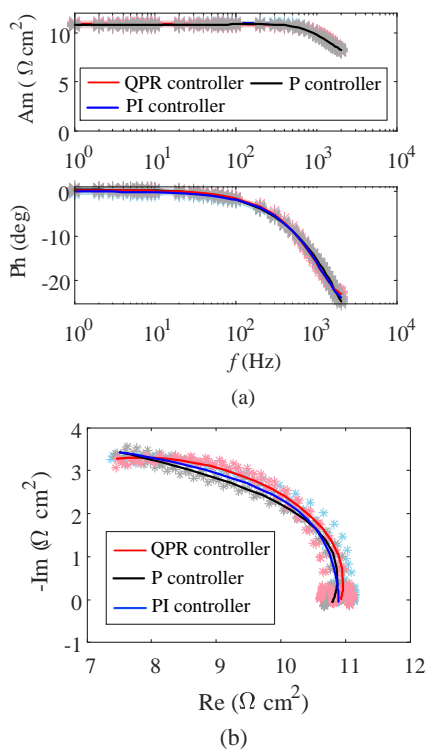 10
5
0
Am ( Ω cm²)
QPR controller
P controller
PI controller
10⁰ 10¹ 10² 10³ 10⁴
0
-10
-20
Ph (deg)
10⁰ 10¹ 10² 10³ 10⁴
f (Hz)
(a)
4
3
2
1
0
-1
-Im (Ω cm²)
QPR controller
P controller
PI controller
7 8 9 10 11 12
Re (Ω cm²)
(b)